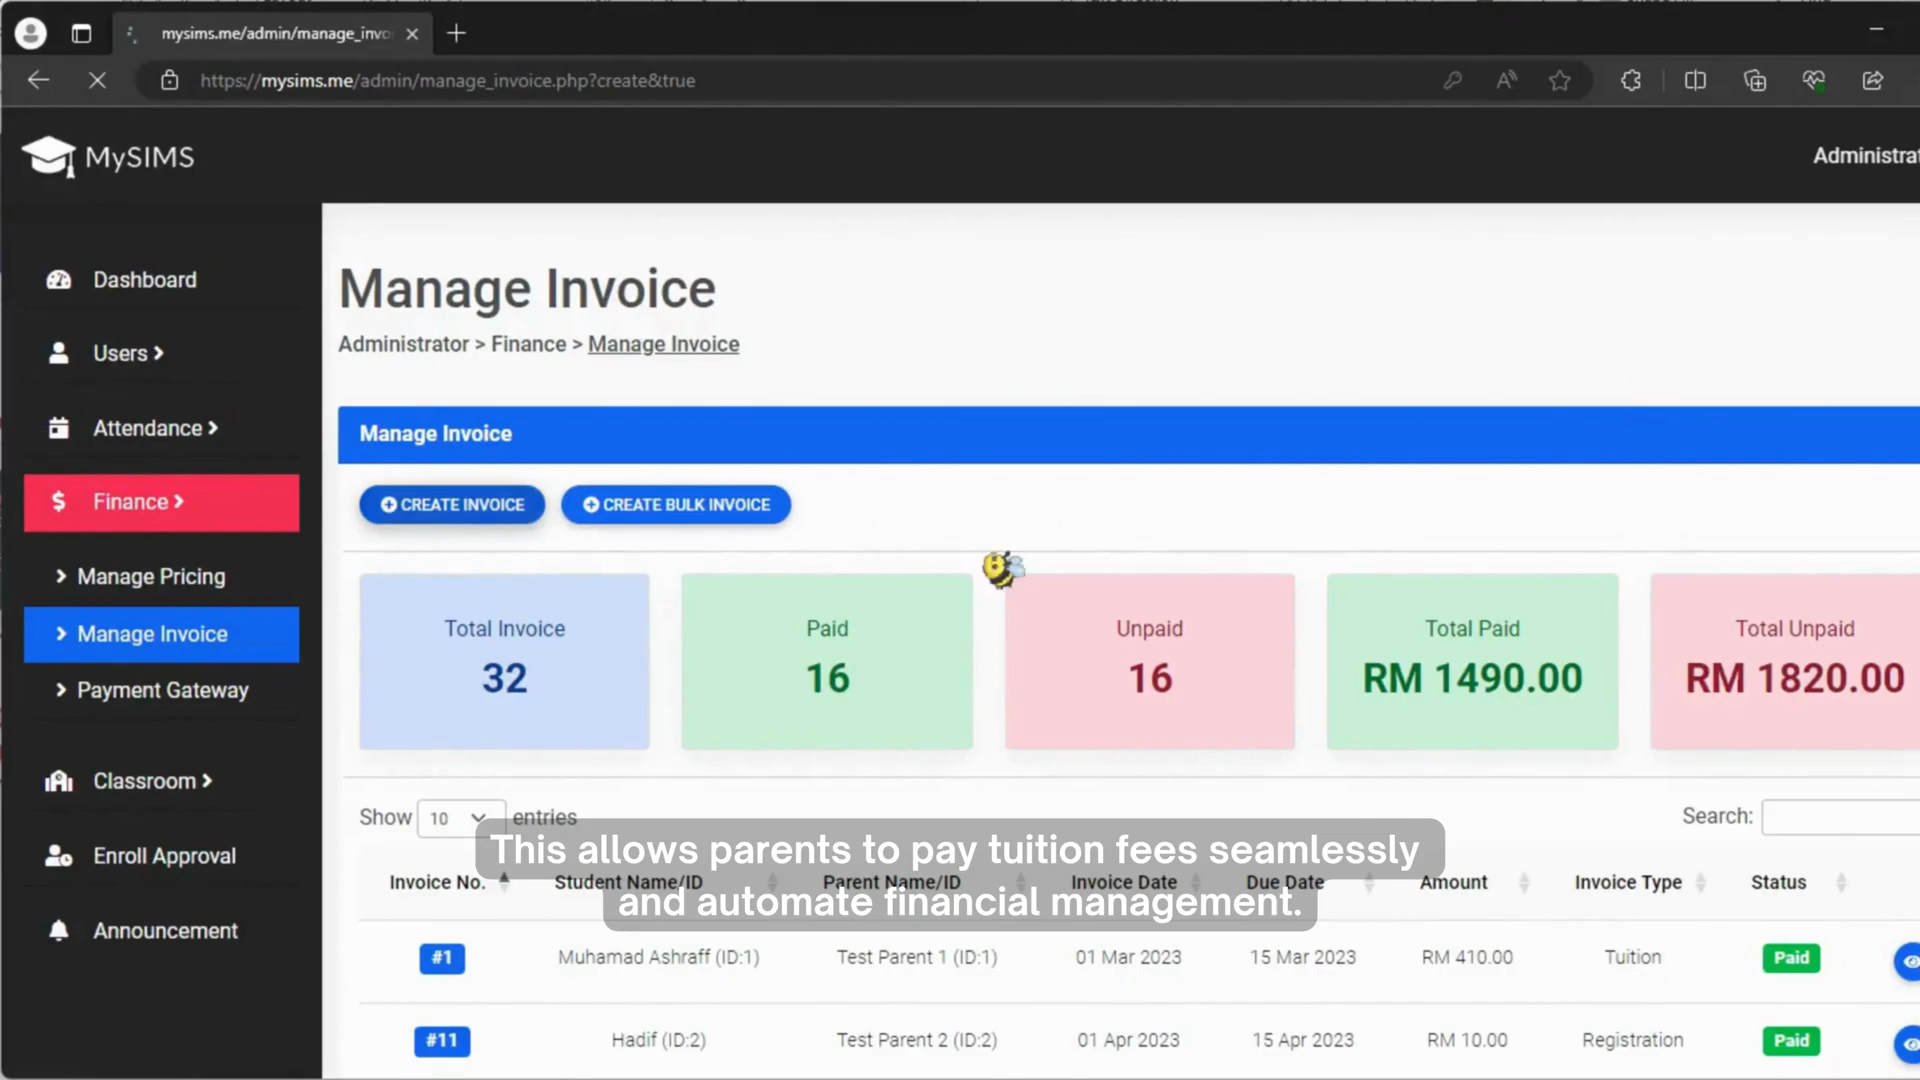 mysims.me/admin/manage_invo
https://mysims.me/admin/manage_invoice.php?create&true
MySIMS
Administrat
Dashboard
Users
Attendance
$ Finance
Manage Pricing
Manage Invoice
Payment Gateway
Classroom
Enroll Approval
Announcement
Manage Invoice
Administrator > Finance > Manage Invoice
Manage Invoice
CREATE INVOICE CREATE BULK INVOICE
Total Invoice
32
Paid
16
Unpaid
16
Total Paid
RM 1490.00
Total Unpaid
RM 1820.00
Show 10 entries
Search:
This allows parents to pay tuition fees seamlessly
and automate financial management.
Invoice No. Student Name/ID Parent Name/ID Invoice Date Due Date Amount Invoice Type Status
#1 Muhamad Ashraff (ID:1) Test Parent 1 (ID:1) 01 Mar 2023 15 Mar 2023 RM 410.00 Tuition Paid
#11 Hadif (ID:2) Test Parent 2 (ID:2) 01 Apr 2023 15 Apr 2023 RM 10.00 Registration Paid